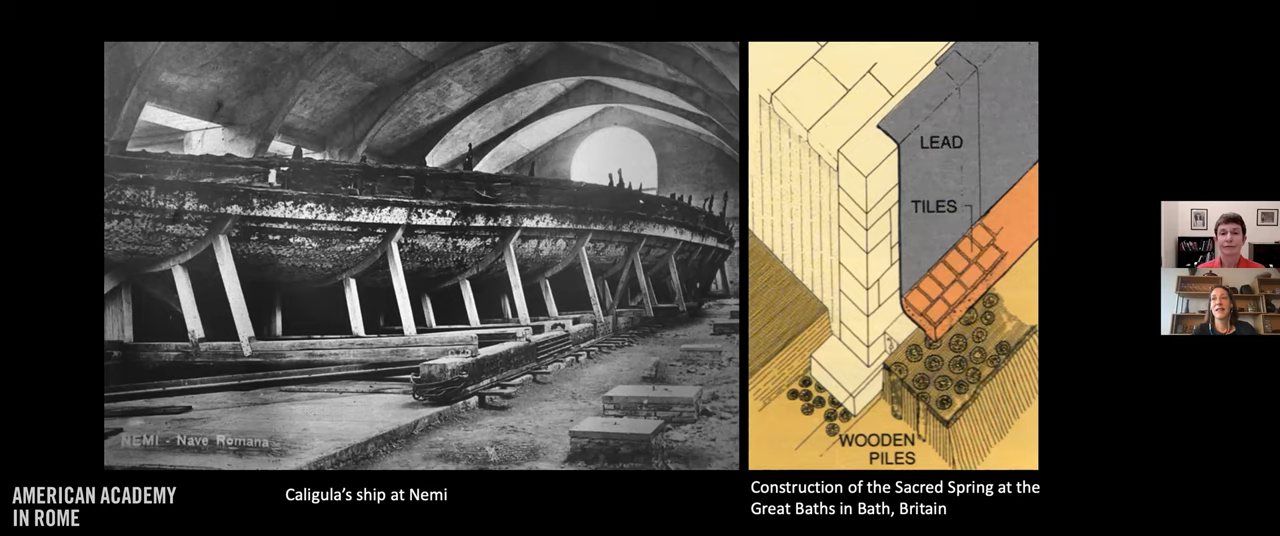 LEAD
TILES
WOODEN
PILES
NEMI - Nave Romana
Caligula's ship at Nemi
Construction of the Sacred Spring at the
Great Baths in Bath, Britain
AMERICAN ACADEMY
IN ROME